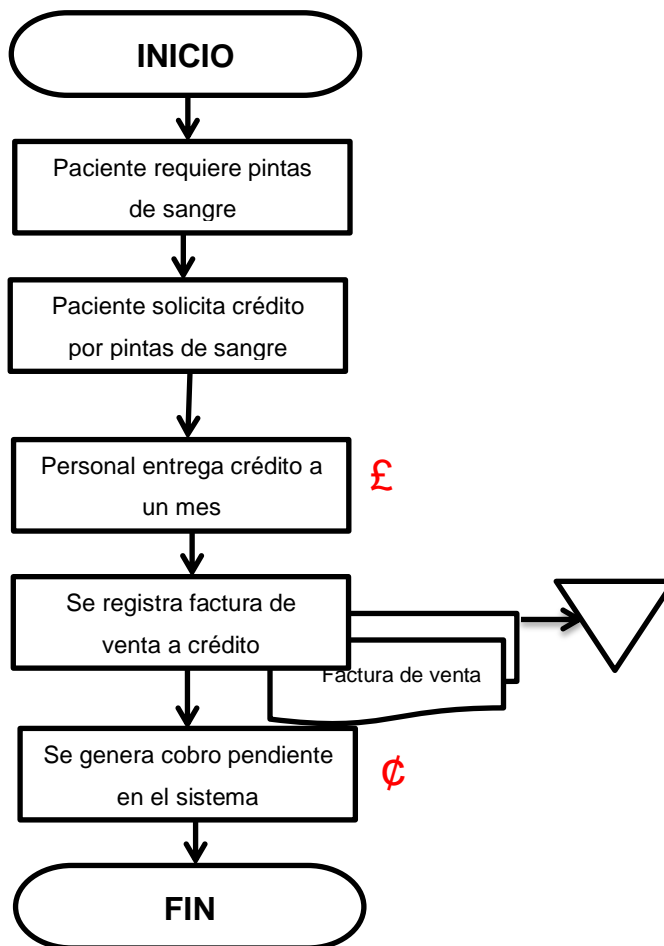 INICIO
Paciente requiere pintas
de sangre
Paciente solicita crédito
por pintas de sangre
Personal entrega crédito a
un mes
£
Se registra factura de
venta a crédito
Factura de venta
Se genera cobro pendiente
en el sistema
₵
FIN